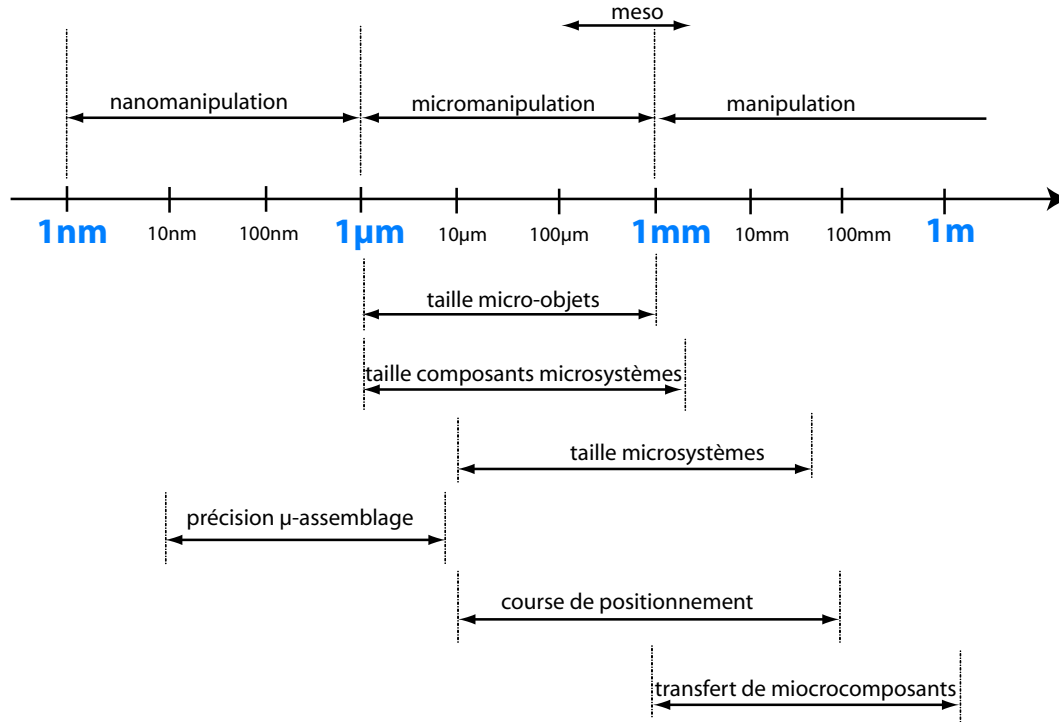 meso
nanomanipulation micromanipulation manipulation
1nm 10nm 100nm 1µm 10µm 100µm 1mm 10mm 100mm 1m
taille micro-objets
taille composants microsystèmes
taille microsystèmes
précision µ-assemblage
course de positionnement
transfert de miocrocomposants